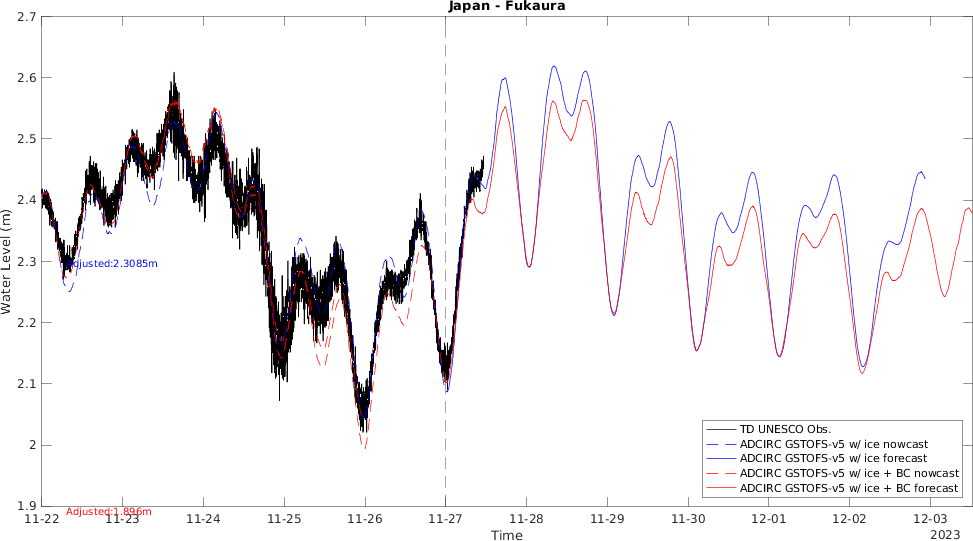 Japan - Fukaura
2.7
2.6
2.5
2.4
2.3
2.2
2.1
2
1.9
Water Level (m)
Adjusted:2.3085m
Adjusted:1.896m
TD UNESCO Obs.
ADCIRC GSTOFS-v5 w/ ice nowcast
ADCIRC GSTOFS-v5 w/ ice forecast
ADCIRC GSTOFS-v5 w/ ice + BC nowcast
ADCIRC GSTOFS-v5 w/ ice + BC forecast
11-22 11-23 11-24 11-25 11-26 11-27 11-28 11-29 11-30 12-01 12-02 12-03
Time
2023